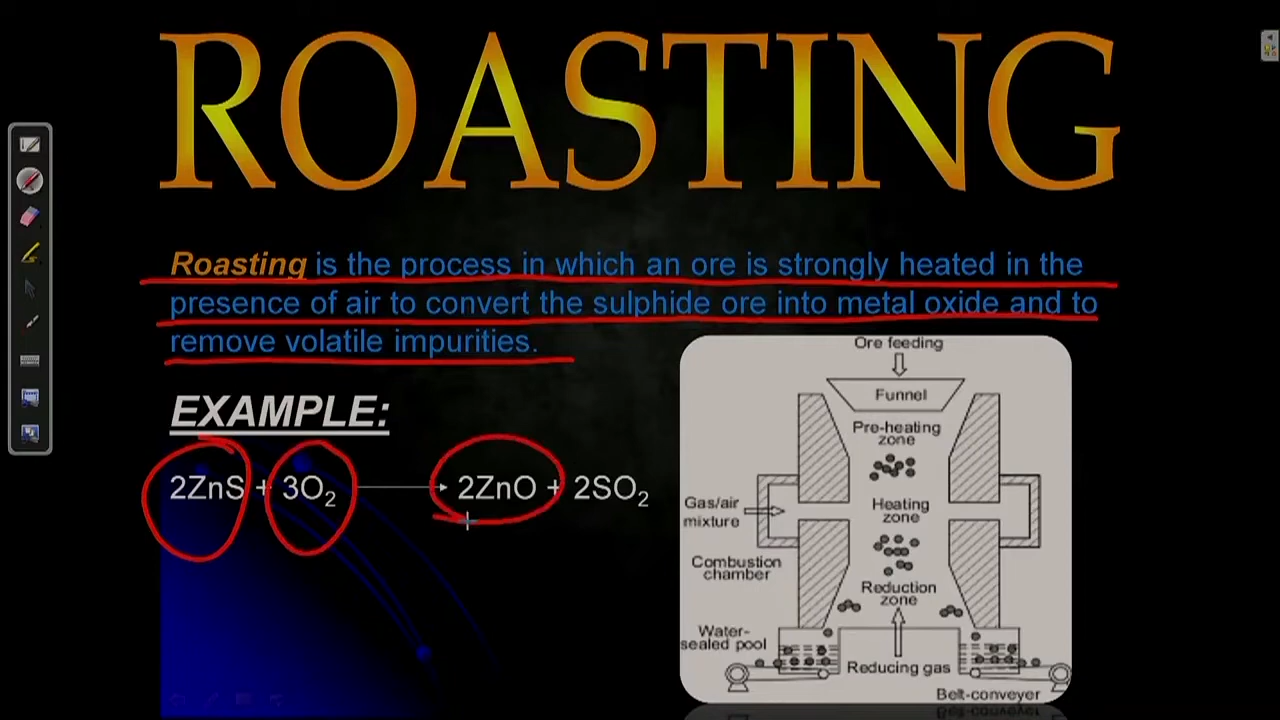 ROASTING
Roasting is the process in which an ore is strongly heated in the
presence of air to convert the sulphide ore into metal oxide and to
remove volatile impurities.
EXAMPLE:
2ZnS + 3O₂ → 2ZnO + 2SO₂
Ore feeding
Funnel
Pre-heating
zone
Gas/air
mixture
Heating
zone
Combustion
chamber
Reduction
zone
Water-
sealed pool
Reducing gas
Belt-conveyer